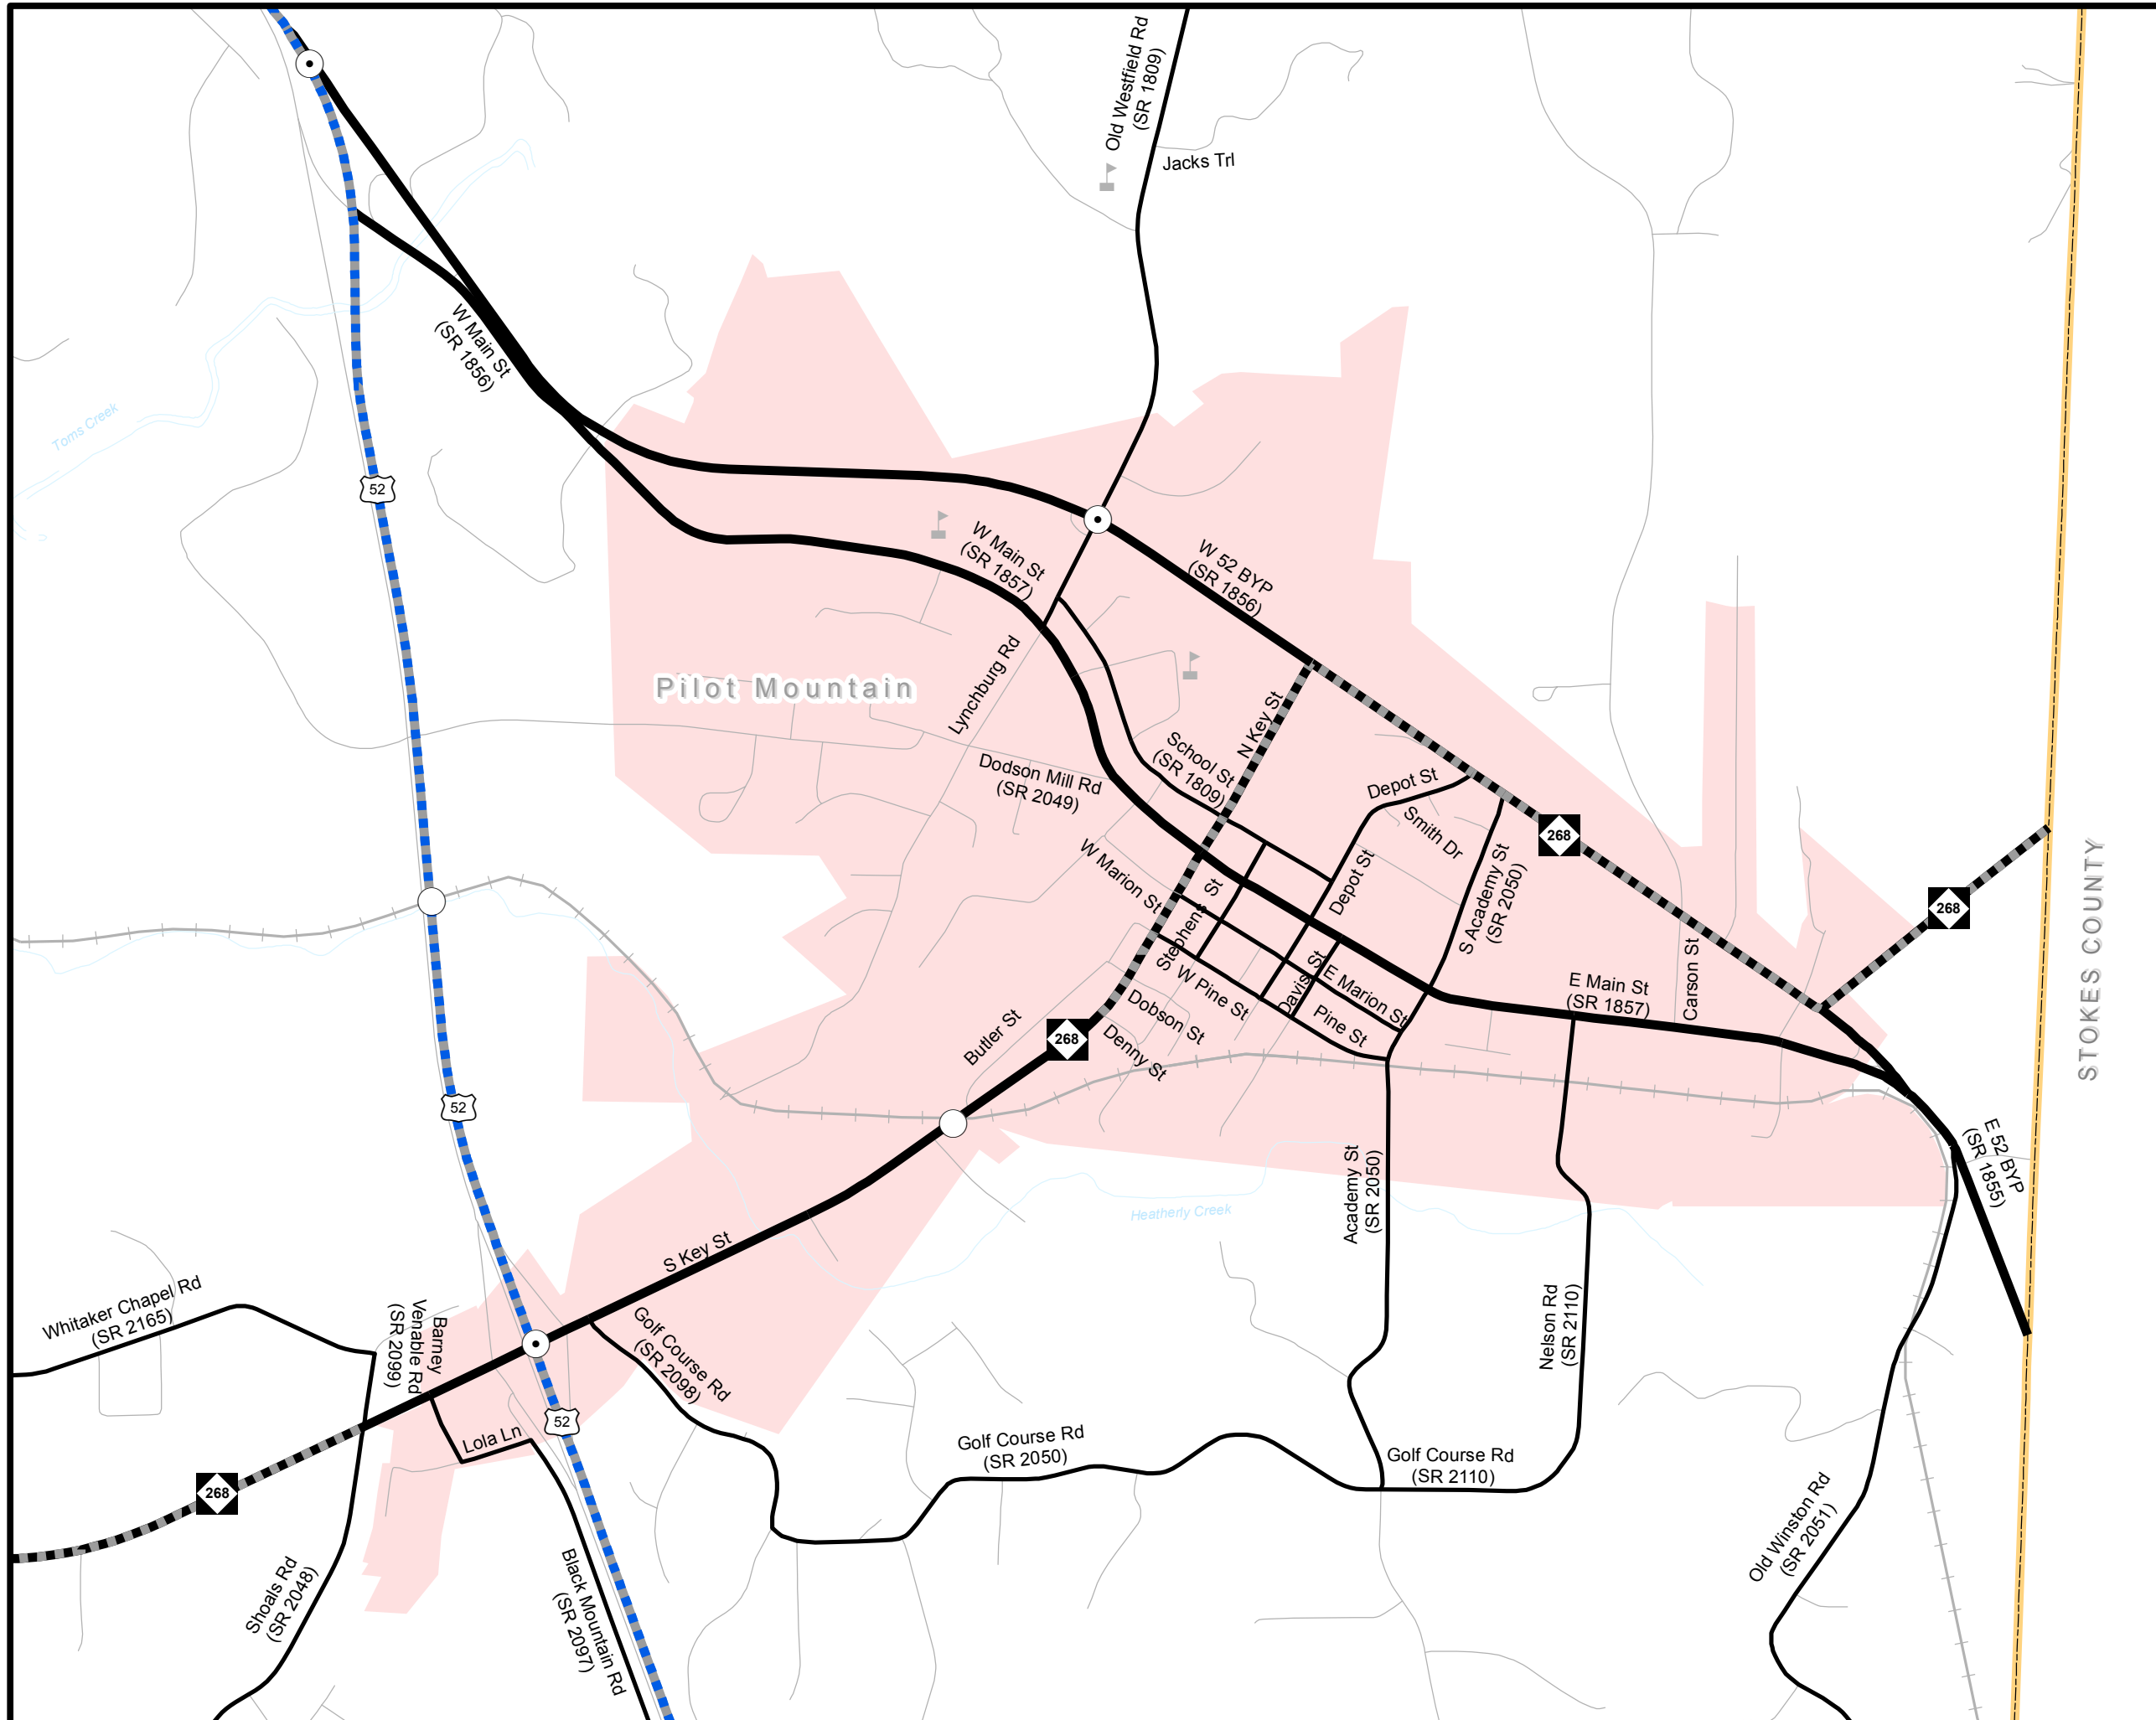 Old Westfield Rd
(SR 1809)
Jacks Trl
W Main St
(SR 1856)
Toms Creek
52
W Main St
(SR 1857)
W 52 BYP
(SR 1856)
Pilot Mountain
Lynchburg Rd
N Key St
School St
(SR 1809)
Dodson Mill Rd
(SR 2049)
Depot St
Smith Dr
268
W Marion St
Depot St
S Academy St
(SR 2050)
268
Stephens St
STOKES COUNTY
Carson St
W Pine St
Davis St
E Marion St
E Main St
(SR 1857)
Dobson St
Pine St
Butler St
268
Denny St
52
E 52 BYP
(SR 1855)
Academy St
(SR 2050)
Heatherly Creek
S Key St
Whitaker Chapel Rd
(SR 2165)
Barney
Venable Rd
(SR 2099)
Golf Course Rd
(SR 2098)
Nelson Rd
(SR 2110)
52
Lola Ln
Golf Course Rd
(SR 2050)
Golf Course Rd
(SR 2110)
268
Old Winston Rd
(SR 2051)
Shoals Rd
(SR 2048)
Black Mountain Rd
(SR 2097)